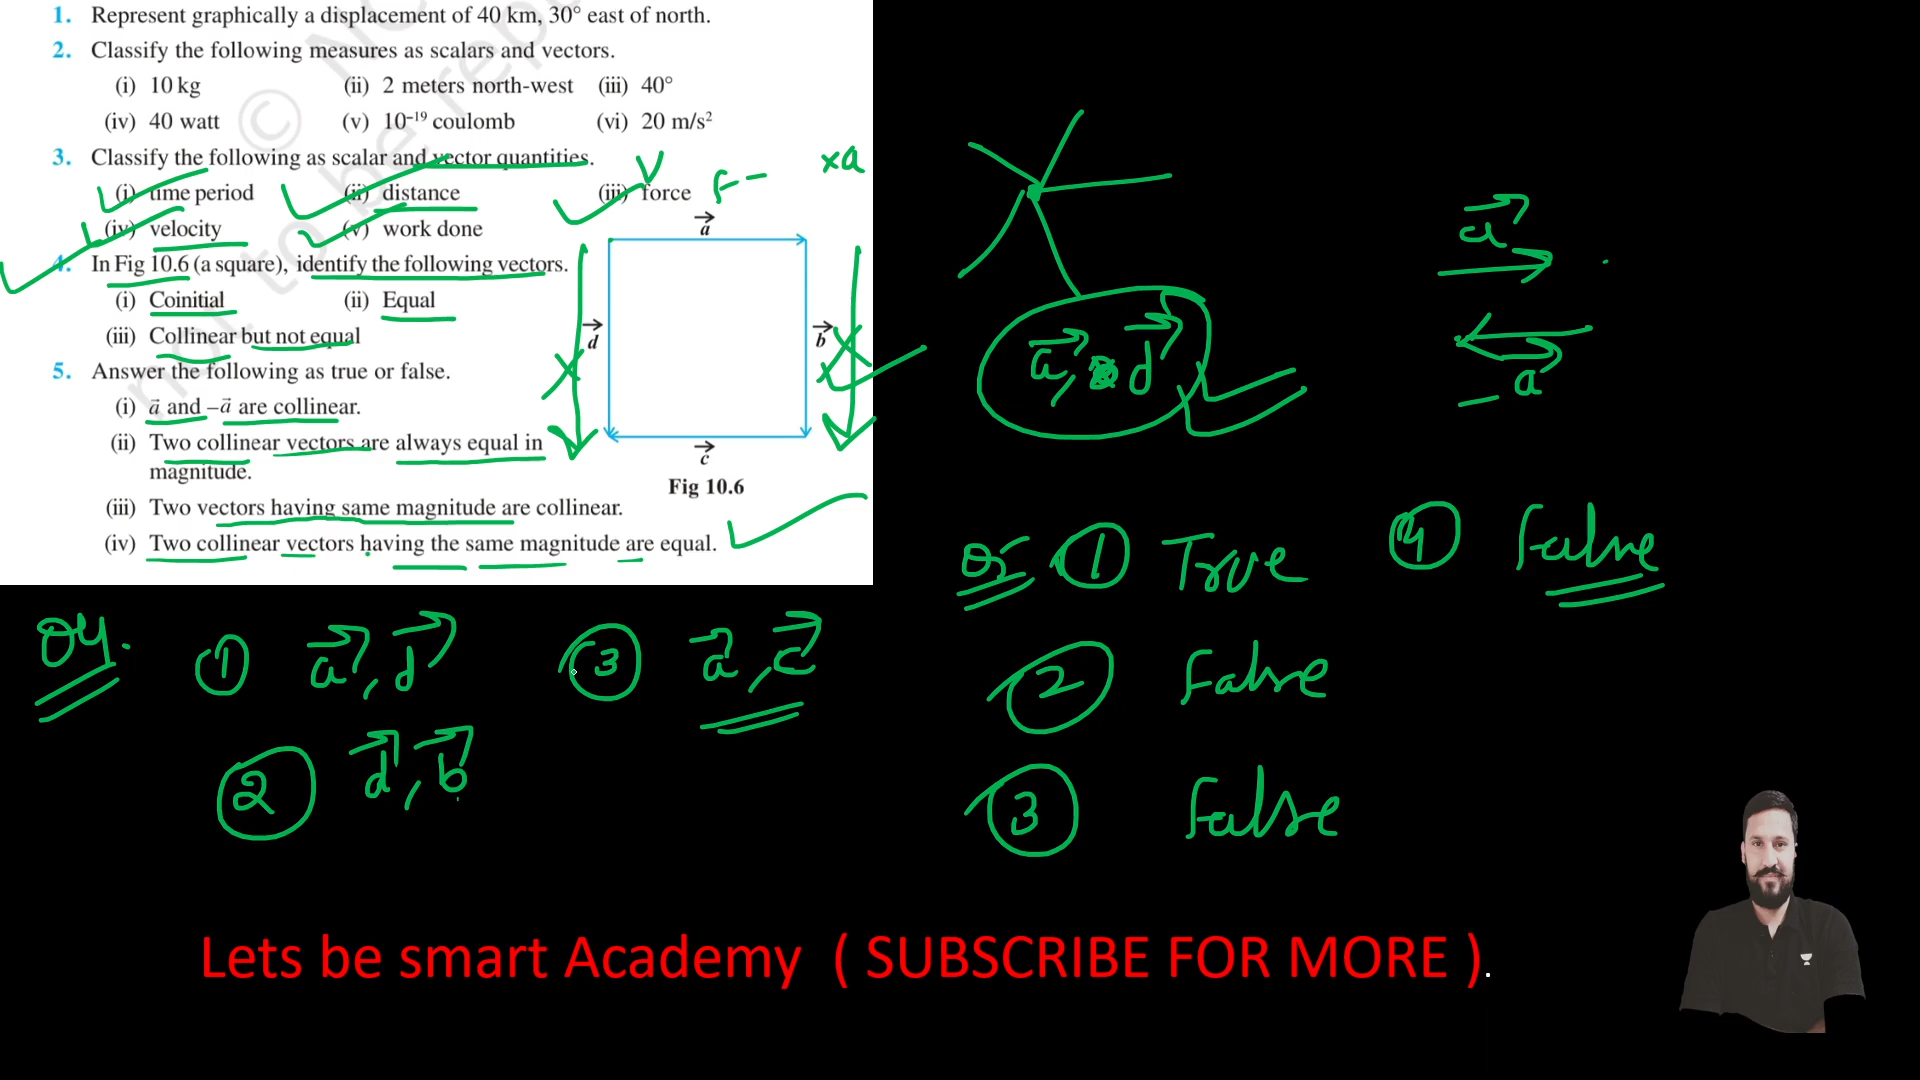 1. Represent graphically a displacement of 40 km, 30° east of north.
2. Classify the following measures as scalars and vectors.
(i) 10 kg (ii) 2 meters north-west (iii) 40°
(iv) 40 watt (v) 10⁻¹⁹ coulomb (vi) 20 m/s²
3. Classify the following as scalar and vector quantities.
(i) time period (ii) distance (iii) force
(iv) velocity (v) work done
4. In Fig 10.6 (a square), identify the following vectors.
(i) Coinitial (ii) Equal
(iii) Collinear but not equal
5. Answer the following as true or false.
(i) a⃗ and –a⃗ are collinear.
(ii) Two collinear vectors are always equal in
magnitude.
(iii) Two vectors having same magnitude are collinear.
(iv) Two collinear vectors having the same magnitude are equal.
a⃗
d⃗
b⃗
c⃗
Fig 10.6
©
to be rep
xa
a⃗, d⃗
a⃗
– a⃗
Q4. ① a⃗, d⃗ ③ a⃗, c⃗
② d⃗, b⃗
Q5 ① True ④ False
② False
③ False
Lets be smart Academy ( SUBSCRIBE FOR MORE ).